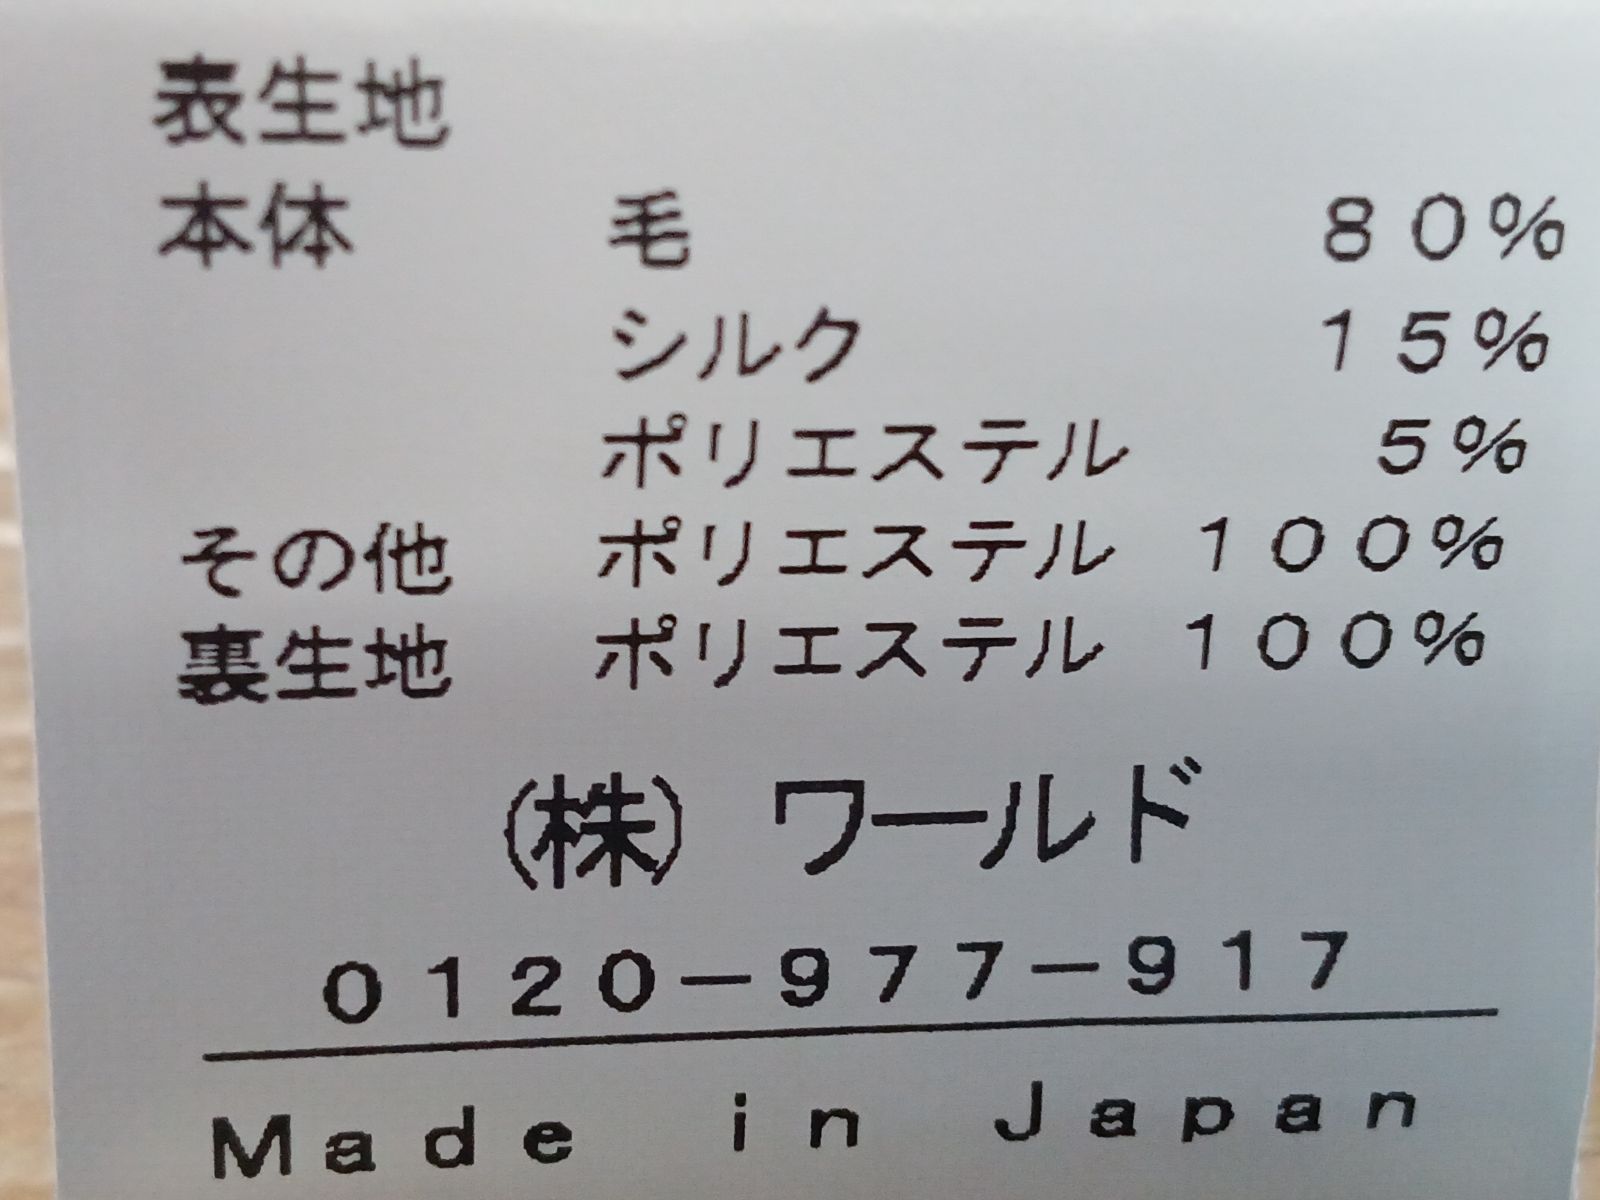 表生地
本体 毛 80%
シルク 15%
ポリエステル 5%
その他 ポリエステル 100%
裏生地 ポリエステル 100%
(株) ワールド
0120-977-917
Made in Japan